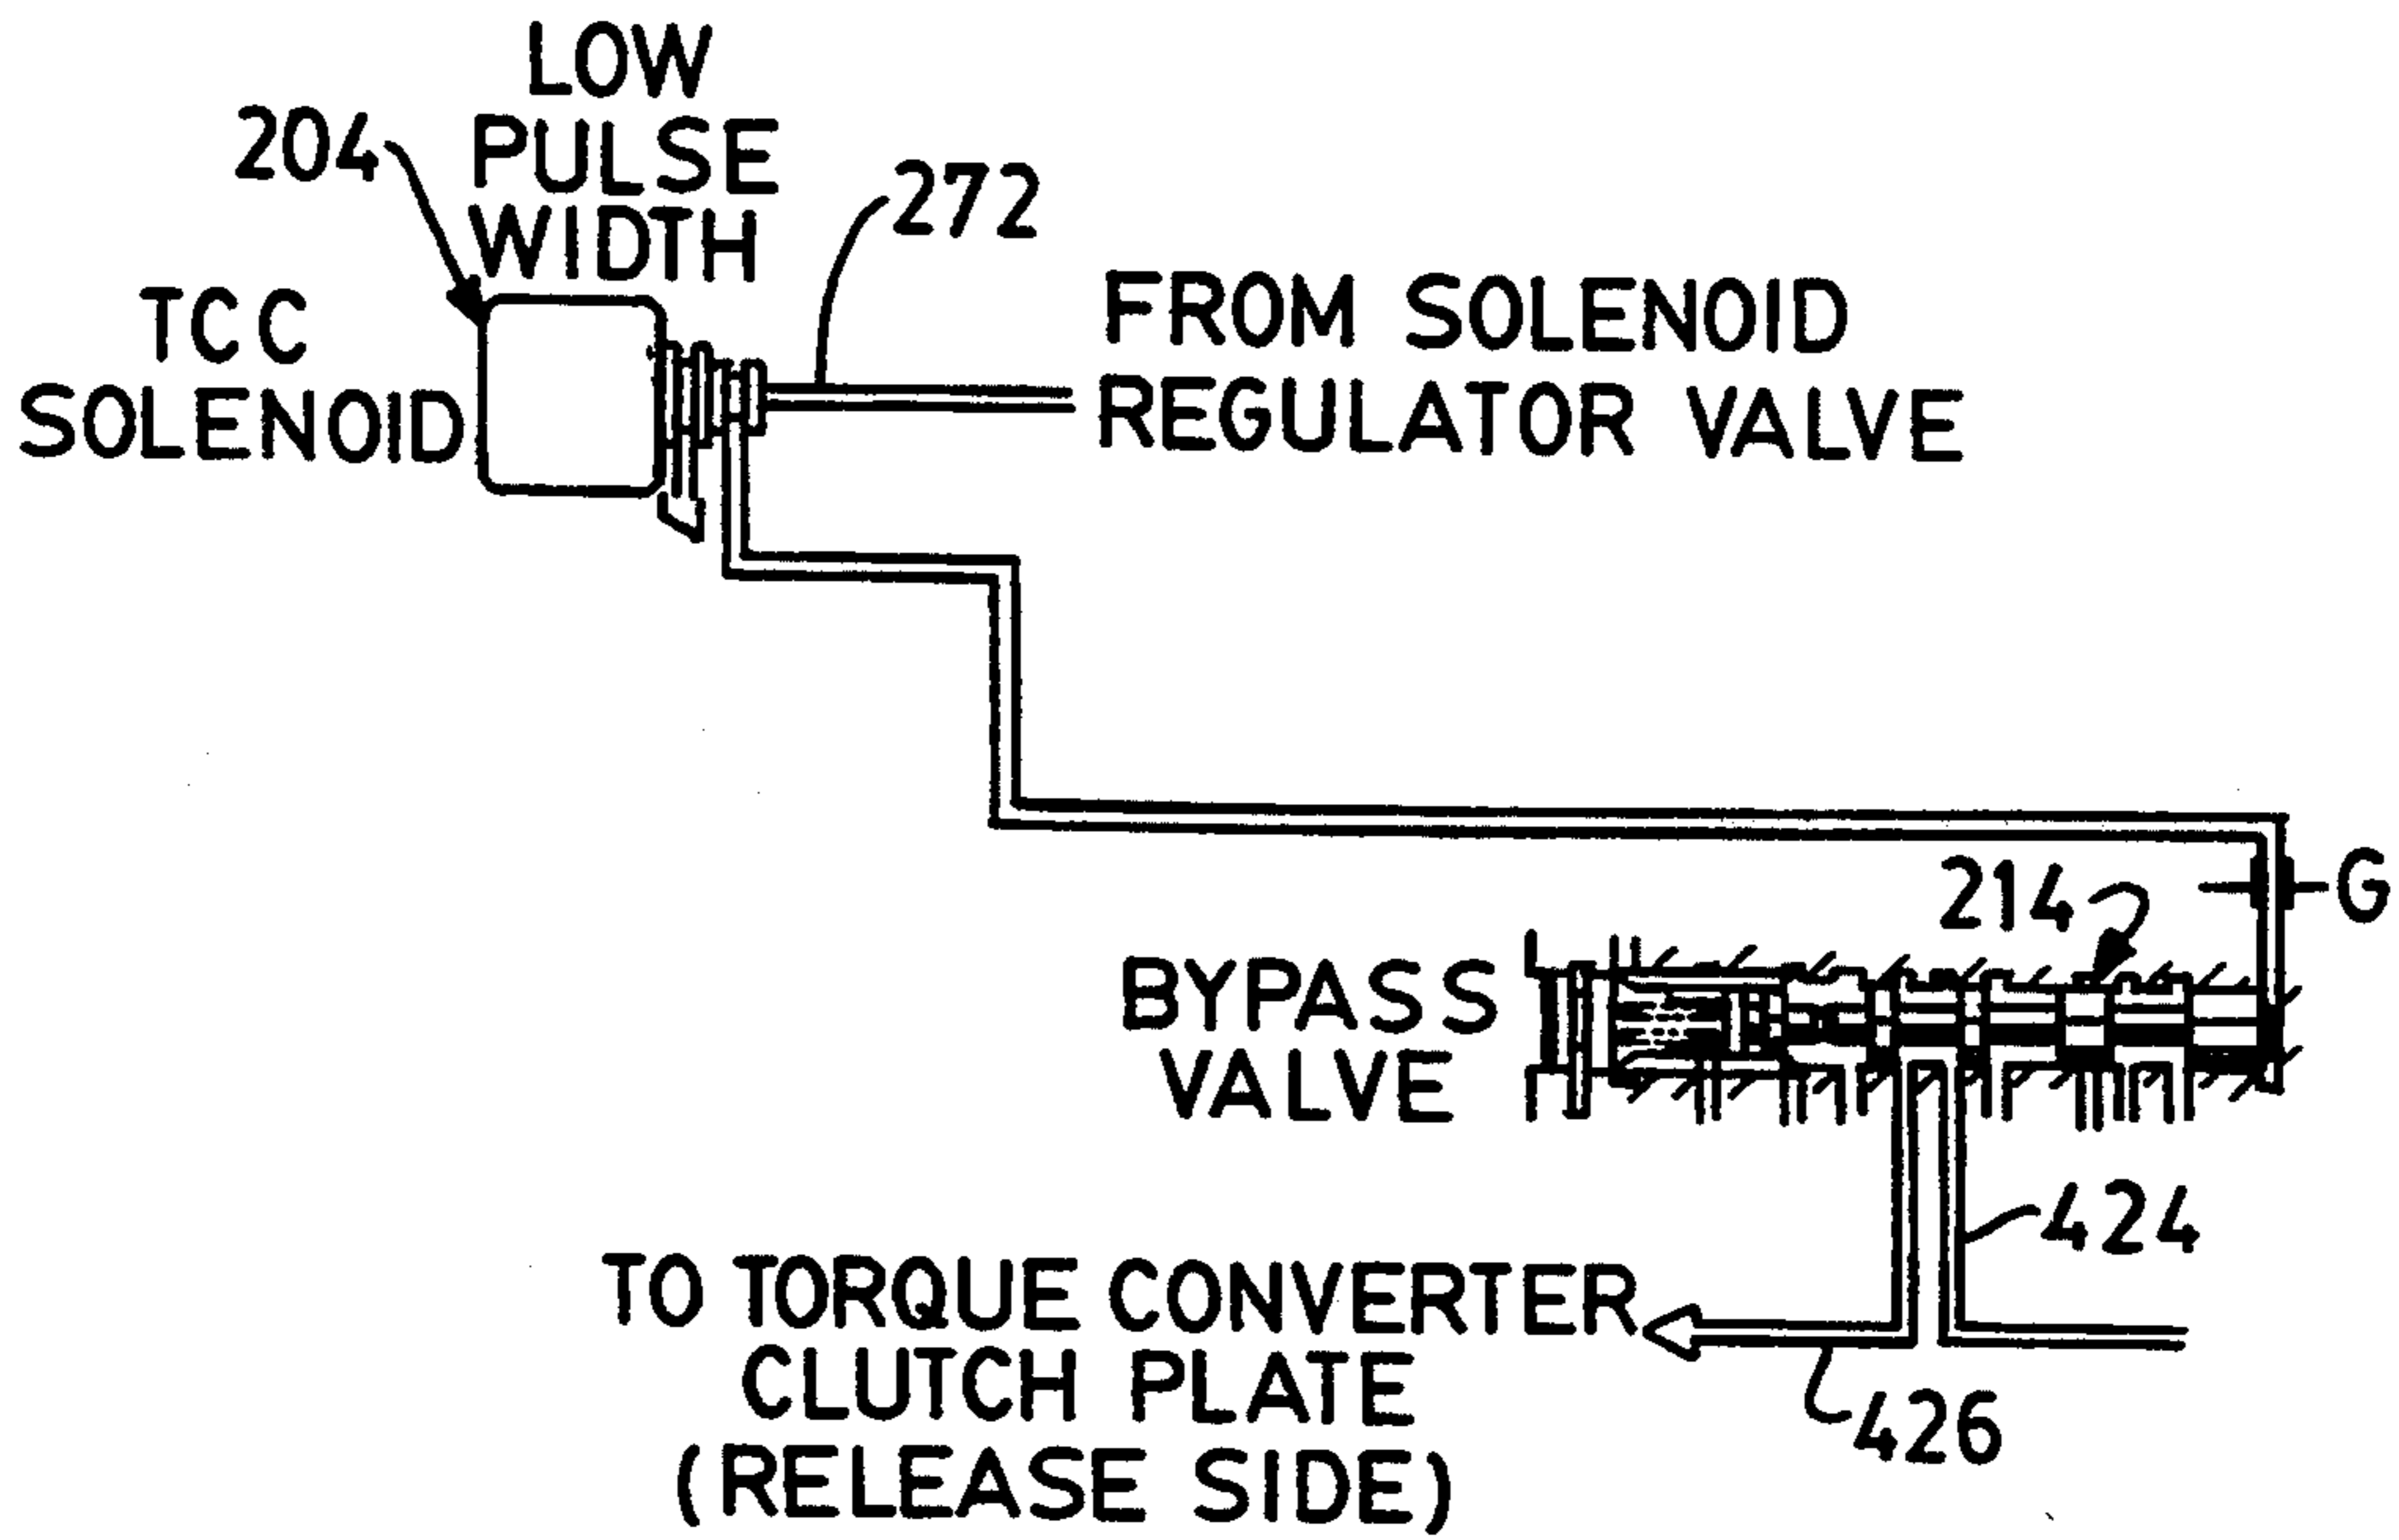 LOW
PULSE
WIDTH
204
272
TCC
SOLENOID
FROM SOLENOID
REGULATOR VALVE
214
G
BYPASS
VALVE
424
TO TORQUE CONVERTER
CLUTCH PLATE
(RELEASE SIDE)
426